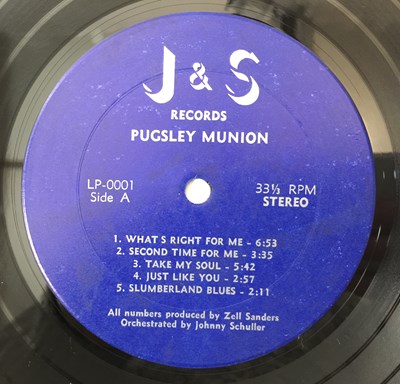 J & S
RECORDS
PUGSLEY MUNION
LP-0001
Side A
33⅓ RPM
STEREO
1. WHAT S RIGHT FOR ME - 6:53
2. SECOND TIME FOR ME - 3:35
3. TAKE MY SOUL - 5:42
4. JUST LIKE YOU - 2:57
5. SLUMBERLAND BLUES - 2:11
All numbers produced by Zell Sanders
Orchestrated by Johnny Schuller